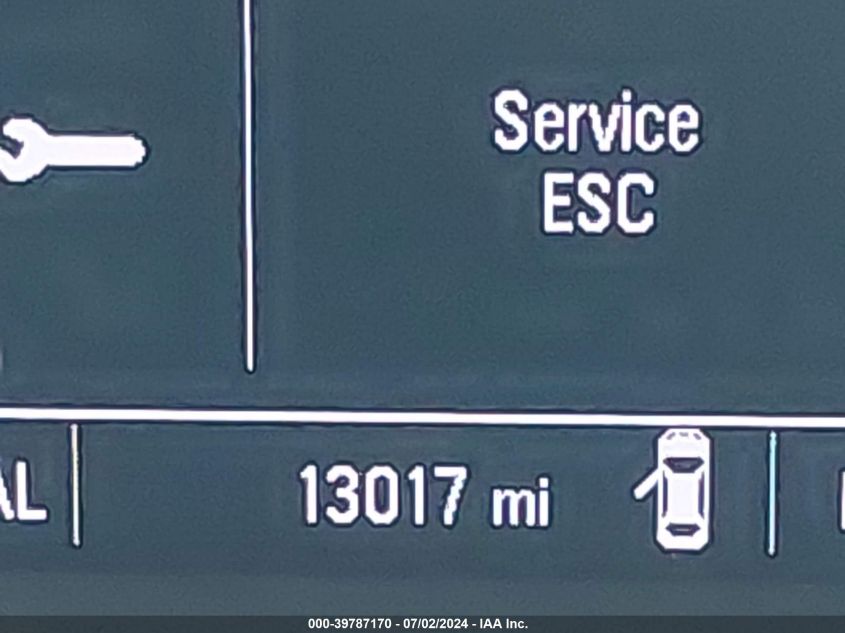 Service
ESC
AL
13017 mi
000-39787170 - 07/02/2024 - IAA Inc.